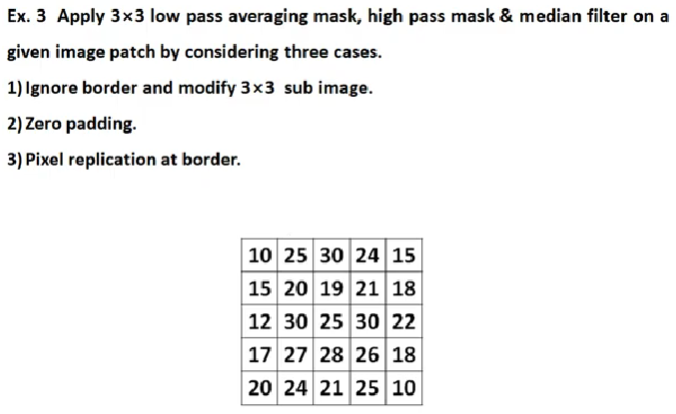 Ex. 3 Apply 3×3 low pass averaging mask, high pass mask & median filter on a
given image patch by considering three cases.
1) Ignore border and modify 3×3 sub image.
2) Zero padding.
3) Pixel replication at border.
10 25 30 24 15
15 20 19 21 18
12 30 25 30 22
17 27 28 26 18
20 24 21 25 10